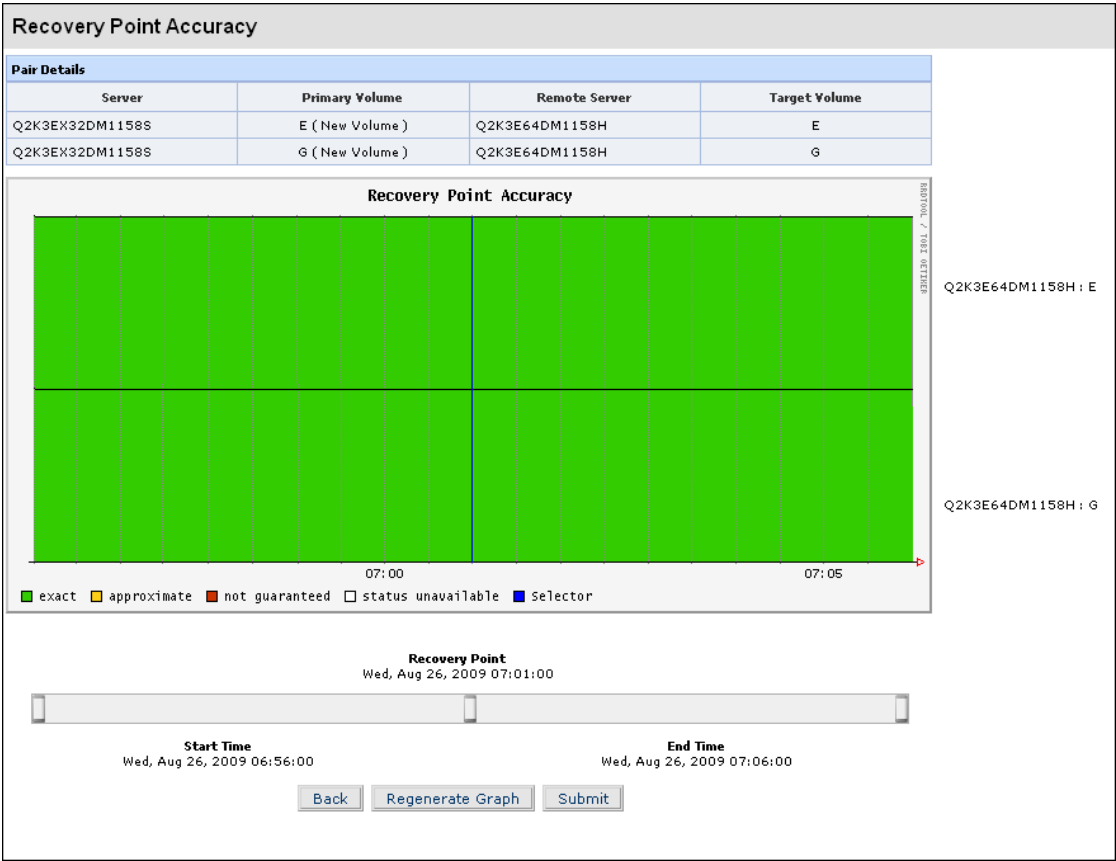 Recovery Point Accuracy
Pair Details
Server Primary Volume Remote Server Target Volume
Q2K3EX32DM1158S E ( New Volume ) Q2K3E64DM1158H E
Q2K3EX32DM1158S G ( New Volume ) Q2K3E64DM1158H G
Recovery Point Accuracy
RRDTOOL / TOBI OETIKER
Q2K3E64DM1158H : E
Q2K3E64DM1158H : G
07:00 07:05
exact approximate not guaranteed status unavailable Selector
Recovery Point
Wed, Aug 26, 2009 07:01:00
Start Time End Time
Wed, Aug 26, 2009 06:56:00 Wed, Aug 26, 2009 07:06:00
Back Regenerate Graph Submit